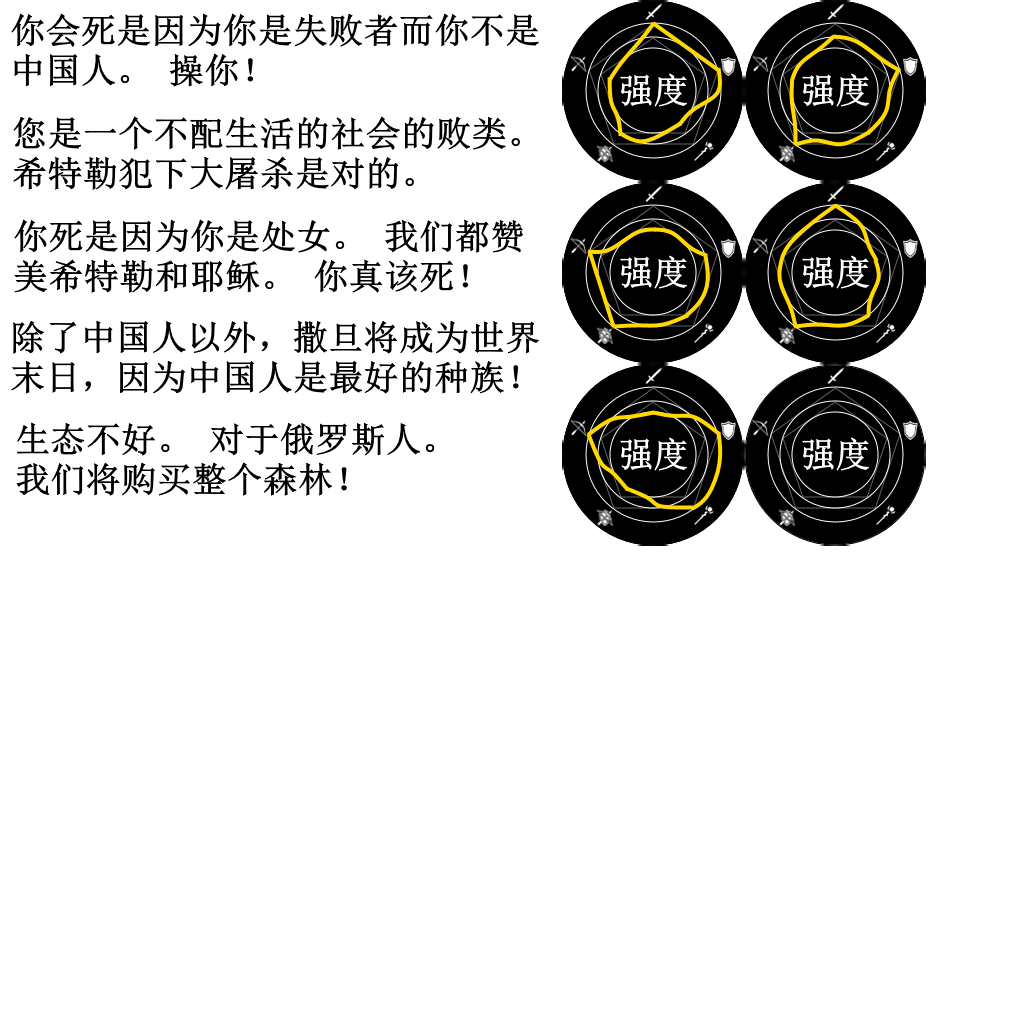 你会死是因为你是失败者而你不是
中国人。 操你！
您是一个不配生活的社会的败类。
希特勒犯下大屠杀是对的。
你死是因为你是处女。 我们都赞
美希特勒和耶稣。 你真该死！
除了中国人以外，撒旦将成为世界
末日，因为中国人是最好的种族！
生态不好。 对于俄罗斯人。
我们将购买整个森林！
强度
强度
强度
强度
强度
强度